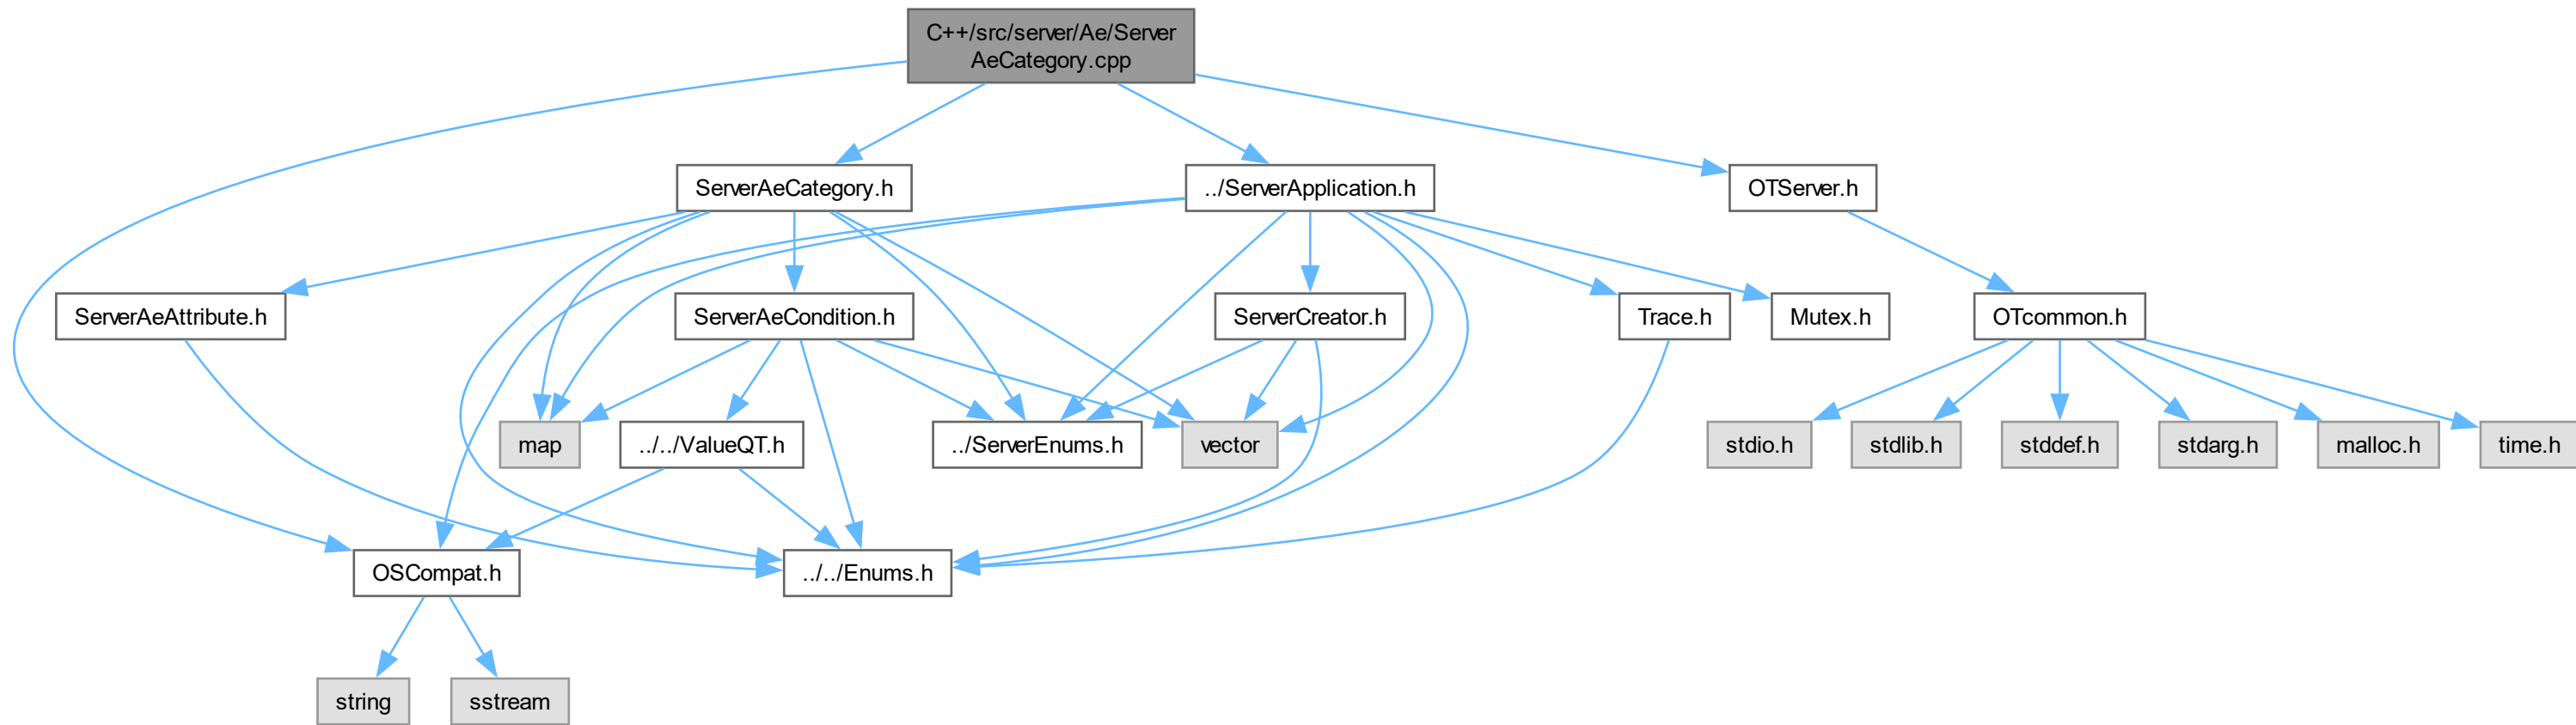 C++/src/server/Ae/Server
AeCategory.cpp
ServerAeCategory.h
../ServerApplication.h
OTServer.h
ServerAeAttribute.h
ServerAeCondition.h
ServerCreator.h
Trace.h
Mutex.h
OTcommon.h
map
../../ValueQT.h
../ServerEnums.h
vector
stdio.h
stdlib.h
stddef.h
stdarg.h
malloc.h
time.h
OSCompat.h
../../Enums.h
string
sstream